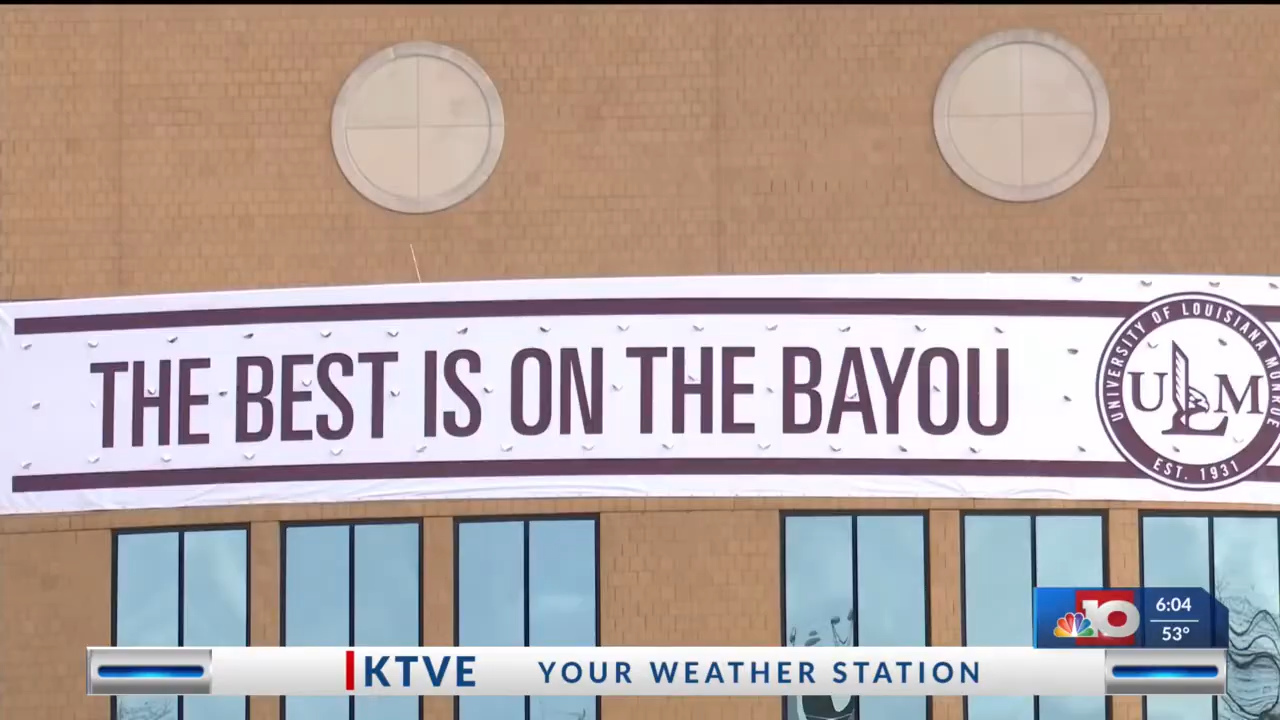 THE BEST IS ON THE BAYOU
UNIVERSITY OF LOUISIANA MONROE
ULM
EST. 1931
10
6:04
53°
KTVE YOUR WEATHER STATION